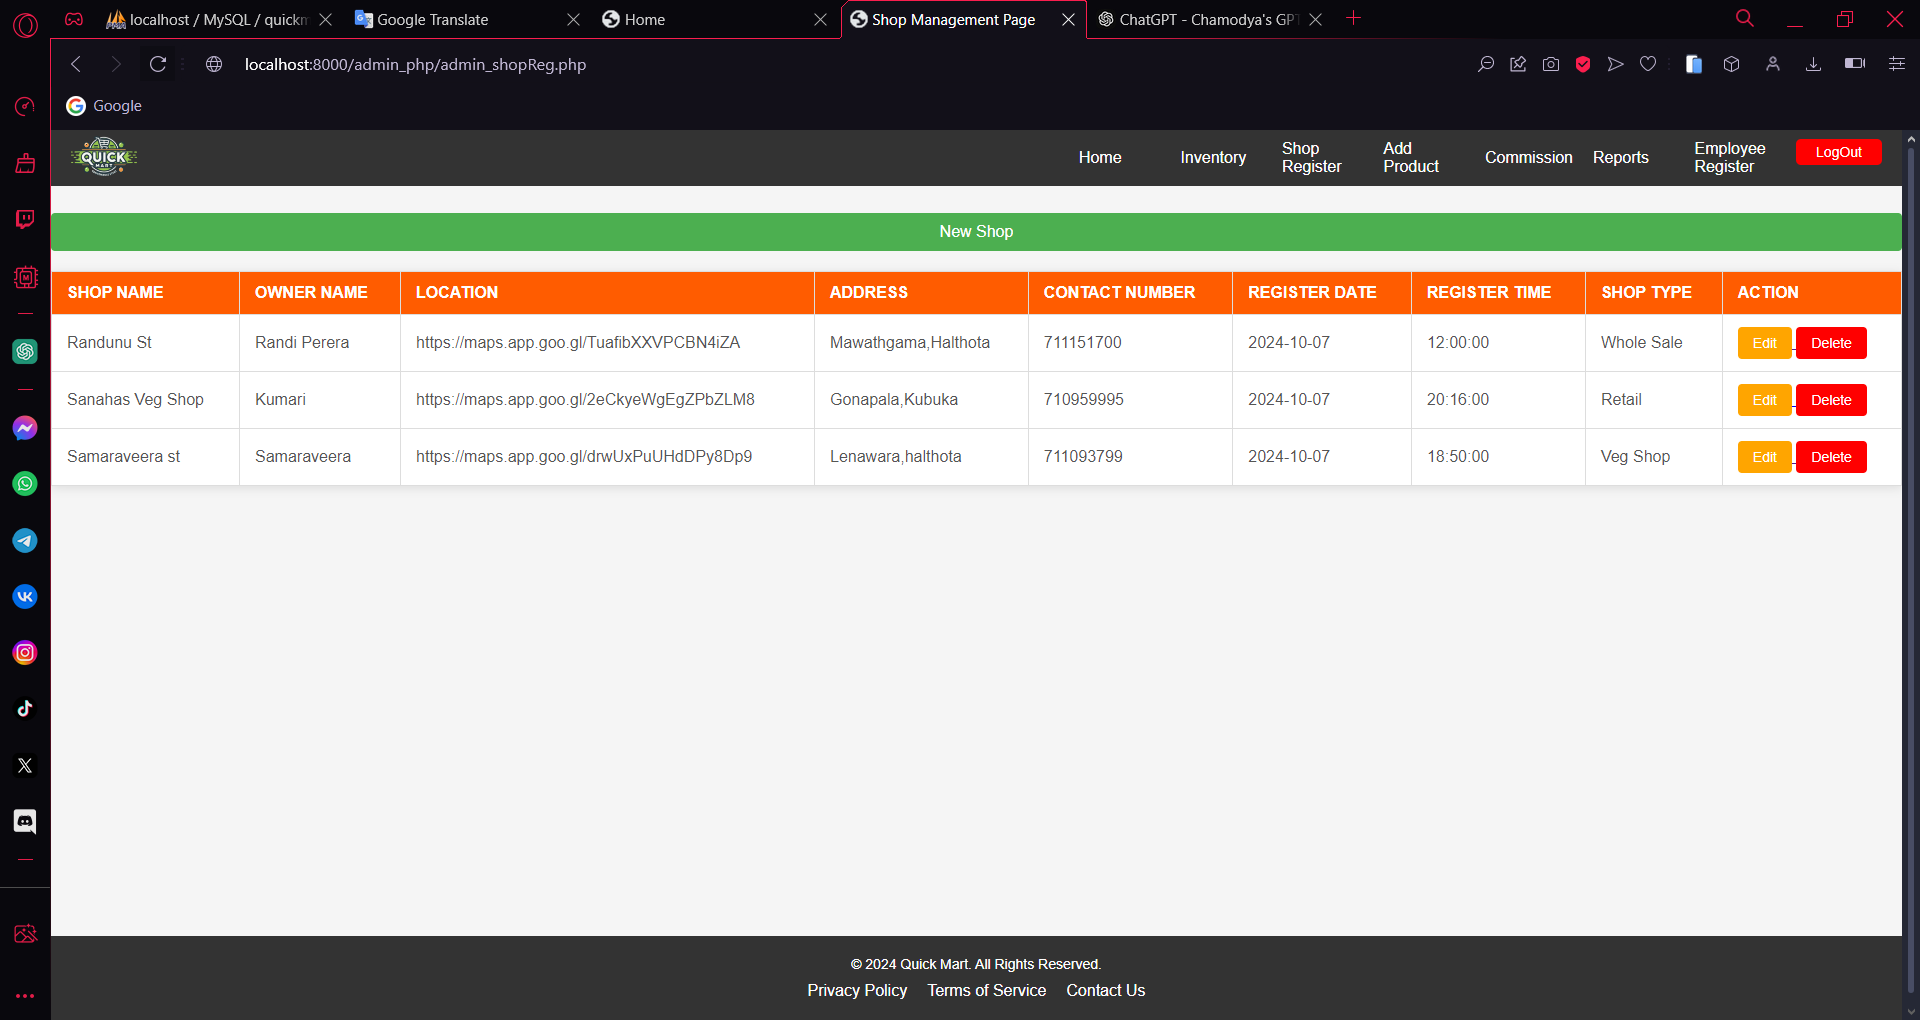 localhost / MySQL / quickm
Google Translate
Home
Shop Management Page
ChatGPT - Chamodya's GPT
localhost:8000/admin_php/admin_shopReg.php
Google
QUICK
MART
Home
Inventory
Shop
Register
Add
Product
Commission
Reports
Employee
Register
LogOut
New Shop
SHOP NAME OWNER NAME LOCATION ADDRESS CONTACT NUMBER REGISTER DATE REGISTER TIME SHOP TYPE ACTION
Randunu St Randi Perera https://maps.app.goo.gl/TuafibXXVPCBN4iZA Mawathgama,Halthota 711151700 2024-10-07 12:00:00 Whole Sale Edit Delete
Sanahas Veg Shop Kumari https://maps.app.goo.gl/2eCkyeWgEgZPbZLM8 Gonapala,Kubuka 710959995 2024-10-07 20:16:00 Retail Edit Delete
Samaraveera st Samaraveera https://maps.app.goo.gl/drwUxPuUHdDPy8Dp9 Lenawara,halthota 711093799 2024-10-07 18:50:00 Veg Shop Edit Delete
© 2024 Quick Mart. All Rights Reserved.
Privacy Policy Terms of Service Contact Us